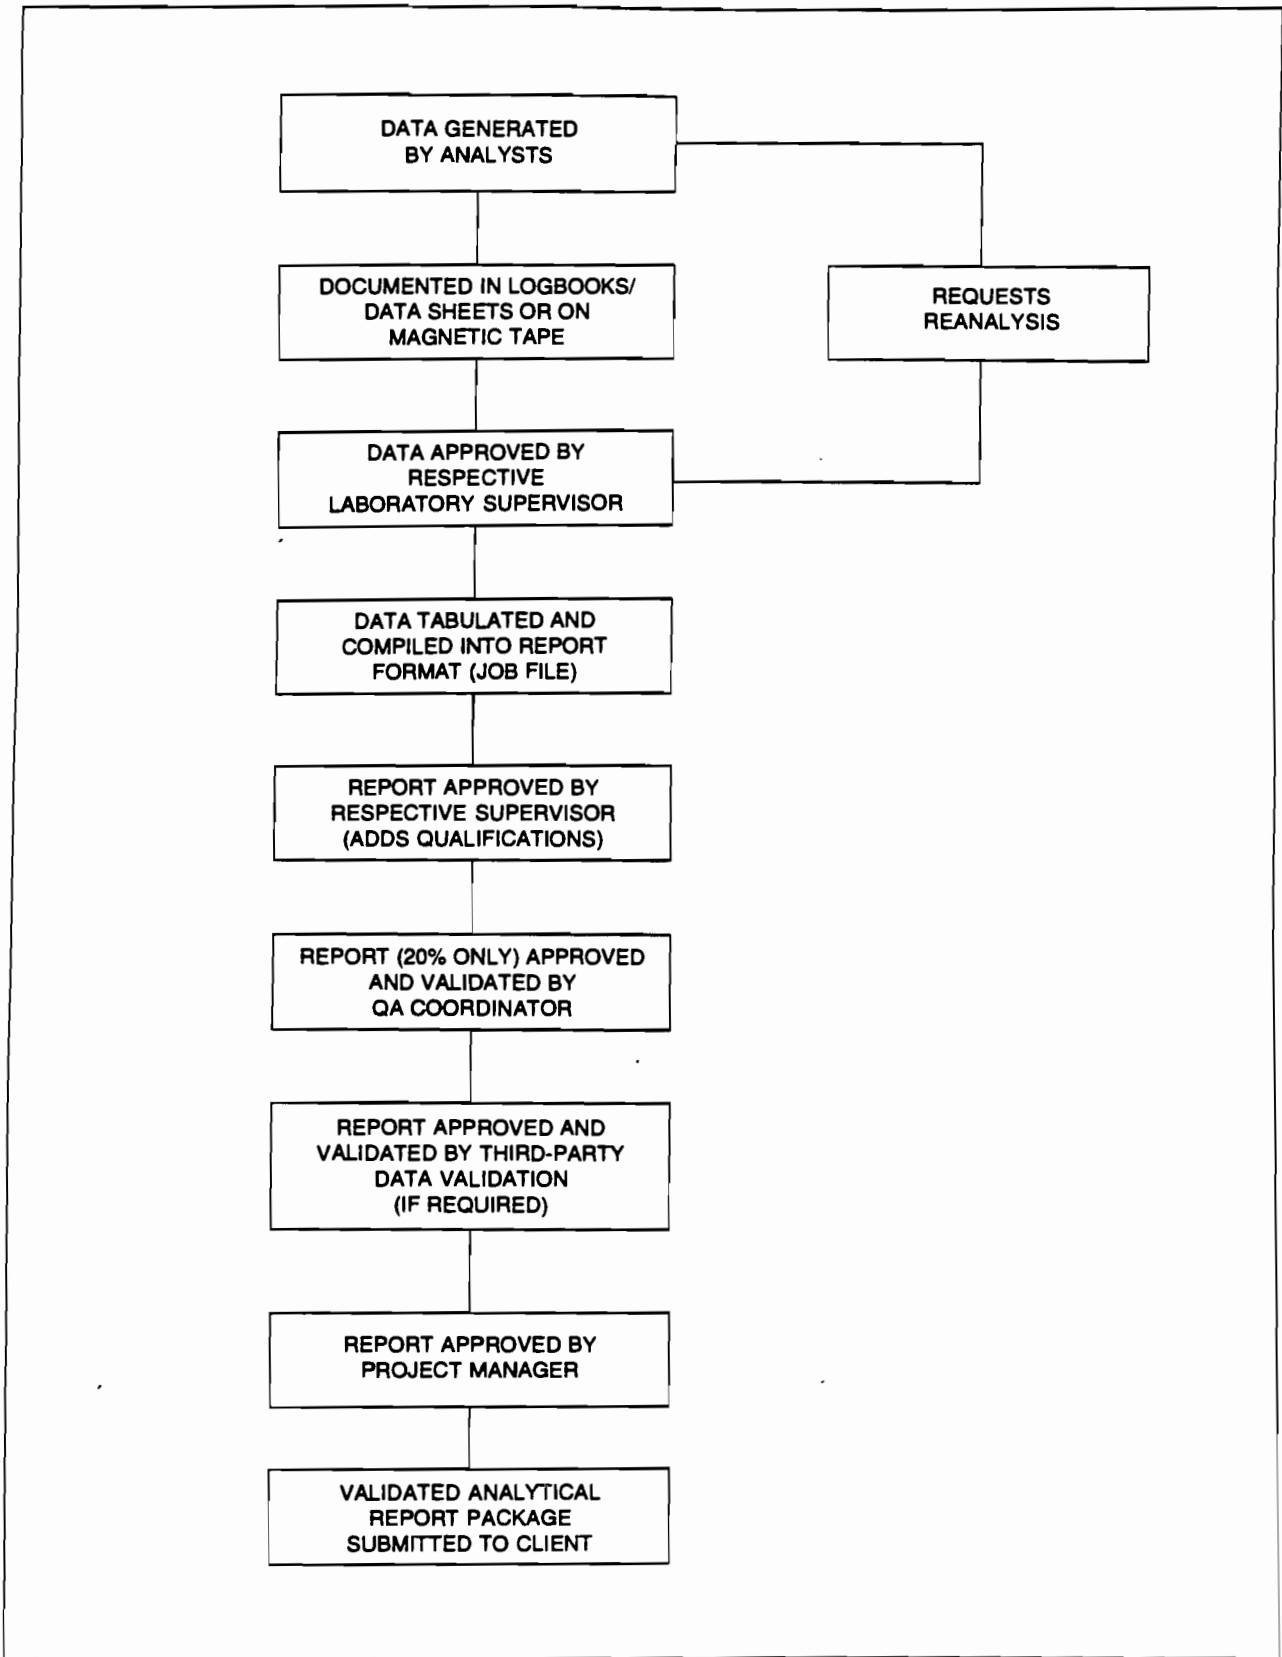 DATA GENERATED
BY ANALYSTS
DOCUMENTED IN LOGBOOKS/
DATA SHEETS OR ON
MAGNETIC TAPE
REQUESTS
REANALYSIS
DATA APPROVED BY
RESPECTIVE
LABORATORY SUPERVISOR
DATA TABULATED AND
COMPILED INTO REPORT
FORMAT (JOB FILE)
REPORT APPROVED BY
RESPECTIVE SUPERVISOR
(ADDS QUALIFICATIONS)
REPORT (20% ONLY) APPROVED
AND VALIDATED BY
QA COORDINATOR
REPORT APPROVED AND
VALIDATED BY THIRD-PARTY
DATA VALIDATION
(IF REQUIRED)
REPORT APPROVED BY
PROJECT MANAGER
VALIDATED ANALYTICAL
REPORT PACKAGE
SUBMITTED TO CLIENT